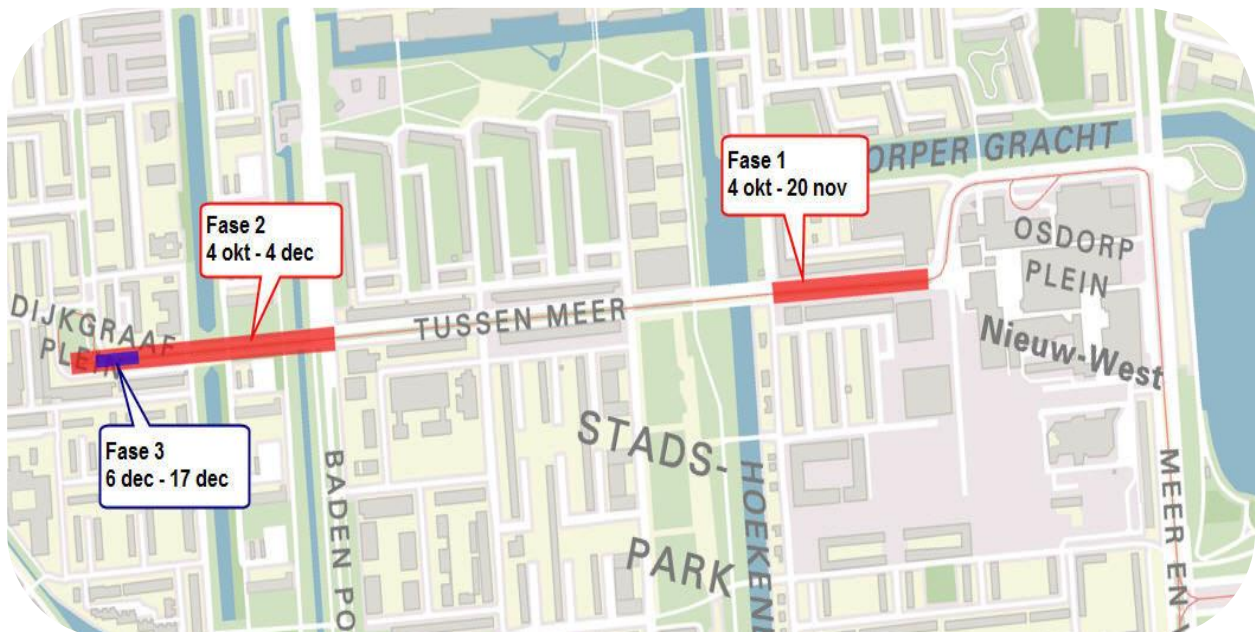 Fase 1
4 okt - 20 nov
ORPER GRACHT
Fase 2
4 okt - 4 dec
OSDORP
PLEIN
DIJKGRAAF
PLEIN
TUSSEN MEER
Nieuw-West
Fase 3
6 dec - 17 dec
STADS-
PARK
HOEKEN
BADEN PO
MEER EN